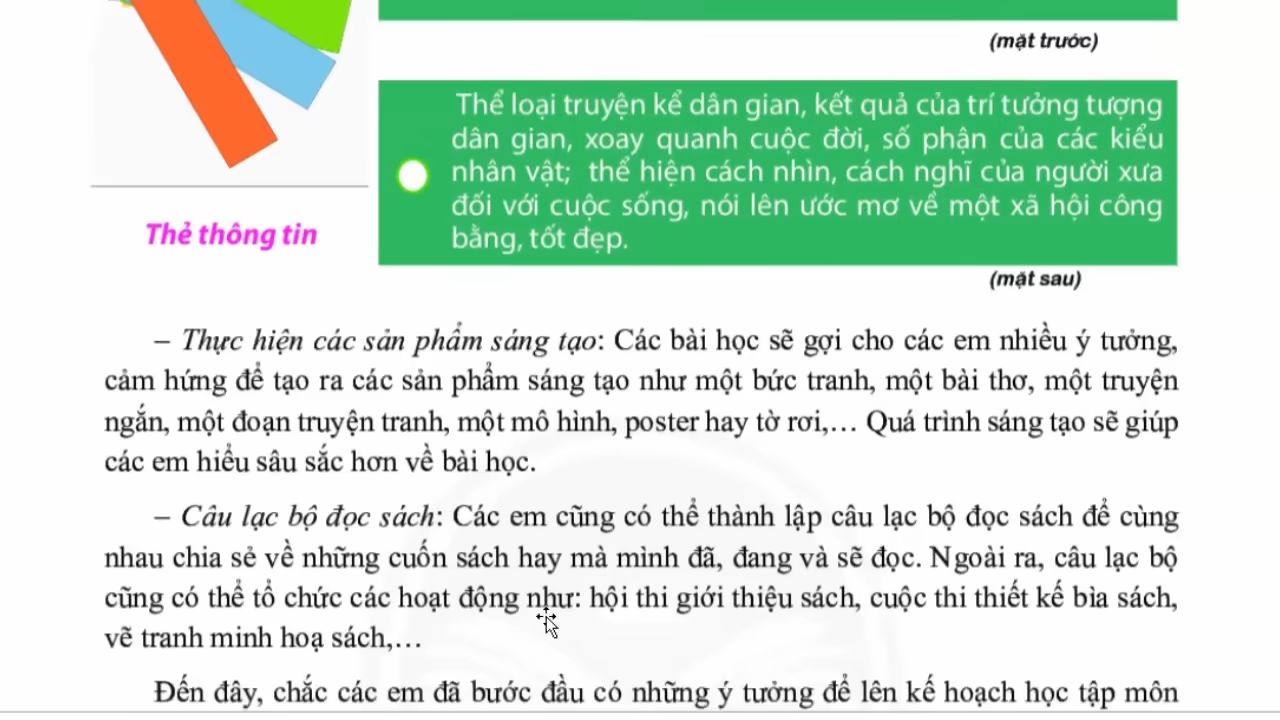 (mặt trước)
Thể loại truyện kể dân gian, kết quả của trí tưởng tượng
dân gian, xoay quanh cuộc đời, số phận của các kiểu
nhân vật; thể hiện cách nhìn, cách nghĩ của người xưa
đối với cuộc sống, nói lên ước mơ về một xã hội công
bằng, tốt đẹp.
Thẻ thông tin
(mặt sau)
– Thực hiện các sản phẩm sáng tạo: Các bài học sẽ gợi cho các em nhiều ý tưởng,
cảm hứng để tạo ra các sản phẩm sáng tạo như một bức tranh, một bài thơ, một truyện
ngắn, một đoạn truyện tranh, một mô hình, poster hay tờ rơi,… Quá trình sáng tạo sẽ giúp
các em hiểu sâu sắc hơn về bài học.
– Câu lạc bộ đọc sách: Các em cũng có thể thành lập câu lạc bộ đọc sách để cùng
nhau chia sẻ về những cuốn sách hay mà mình đã, đang và sẽ đọc. Ngoài ra, câu lạc bộ
cũng có thể tổ chức các hoạt động như: hội thi giới thiệu sách, cuộc thi thiết kế bìa sách,
vẽ tranh minh hoạ sách,…
Đến đây, chắc các em đã bước đầu có những ý tưởng để lên kế hoạch học tập môn